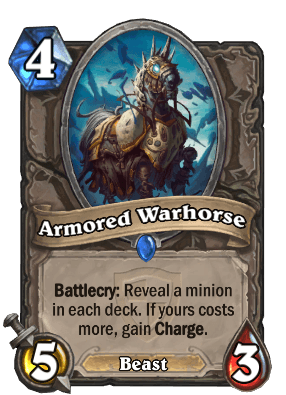 4
Armored Warhorse
Battlecry: Reveal a minion
in each deck. If yours costs
more, gain Charge.
5
Beast
3